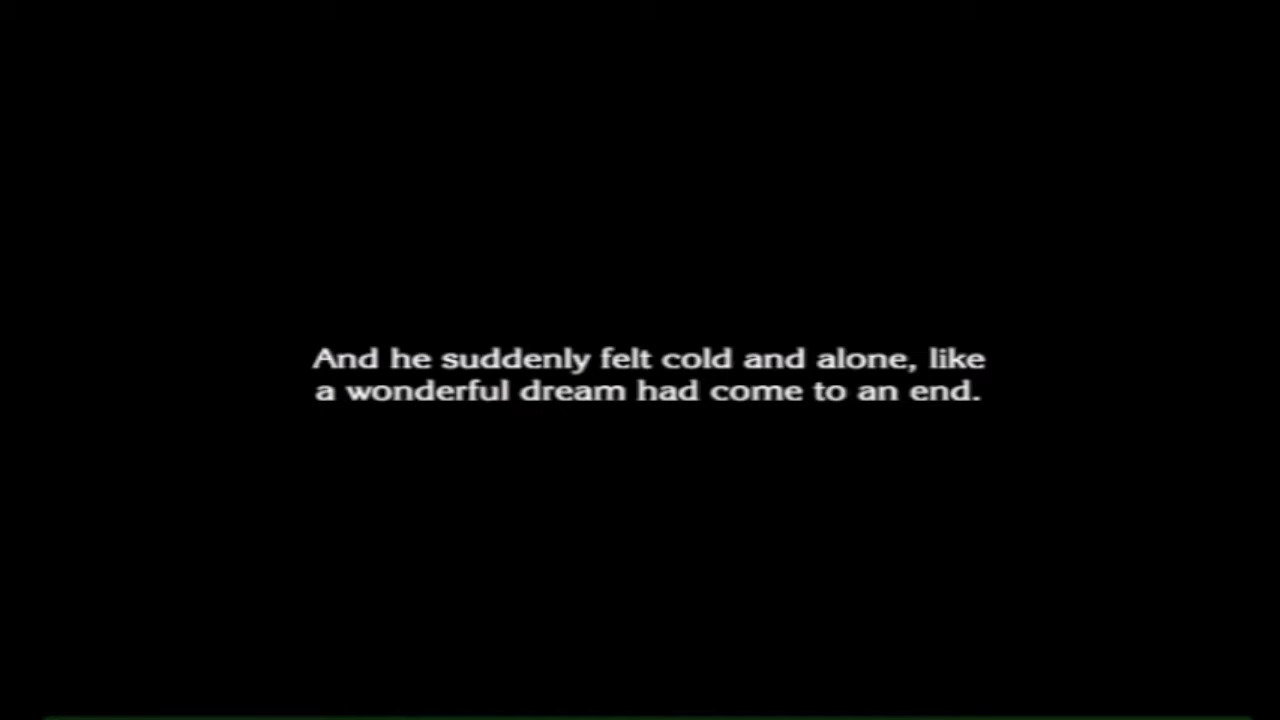 And he suddenly felt cold and alone, like
a wonderful dream had come to an end.